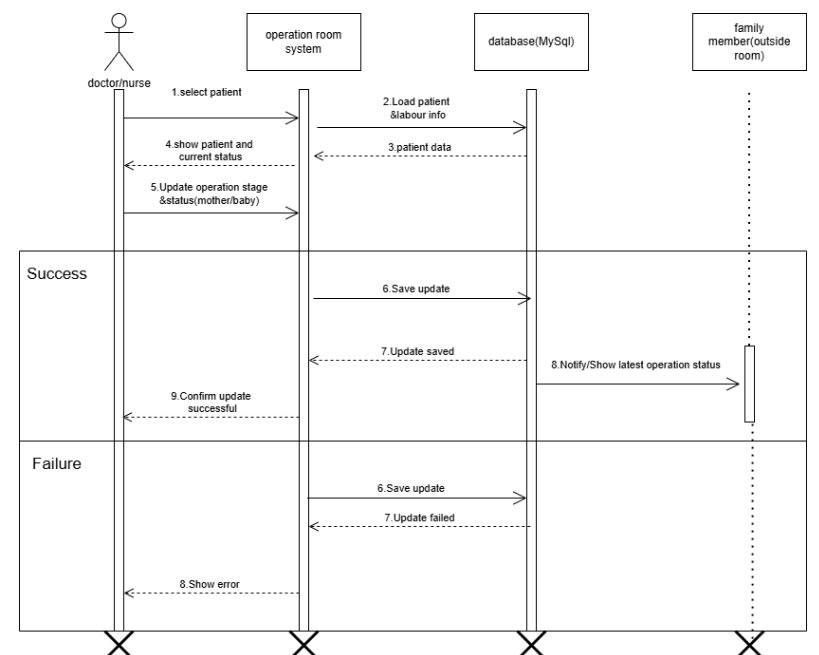 doctor/nurse
operation room
system
database(MySql)
family
member(outside
room)
1.select patient
2.Load patient
&labour info
3.patient data
4.show patient and
current status
5.Update operation stage
&status(mother/baby)
Success
6.Save update
7.Update saved
8.Notify/Show latest operation status
9.Confirm update
successful
Failure
6.Save update
7.Update failed
8.Show error